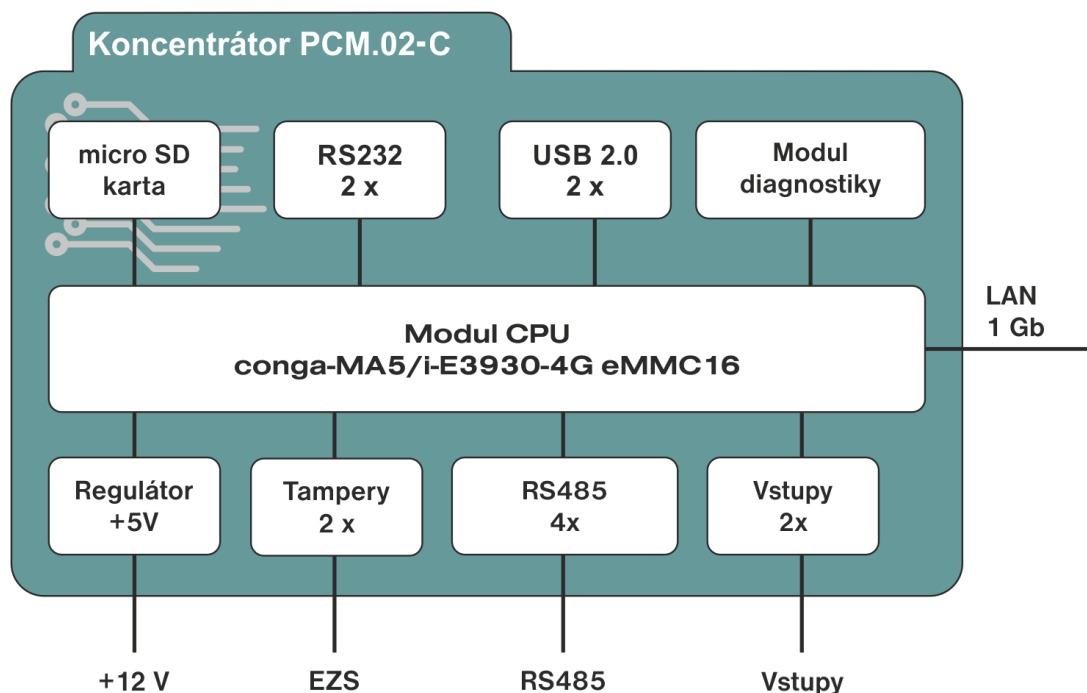 Koncentrátor PCM.02-C
micro SD
karta
RS232
2 x
USB 2.0
2 x
Modul
diagnostiky
LAN
1 Gb
Modul CPU
conga-MA5/i-E3930-4G eMMC16
Regulátor
+5V
Tampery
2 x
RS485
4x
Vstupy
2x
+12 V
EZS
RS485
Vstupy